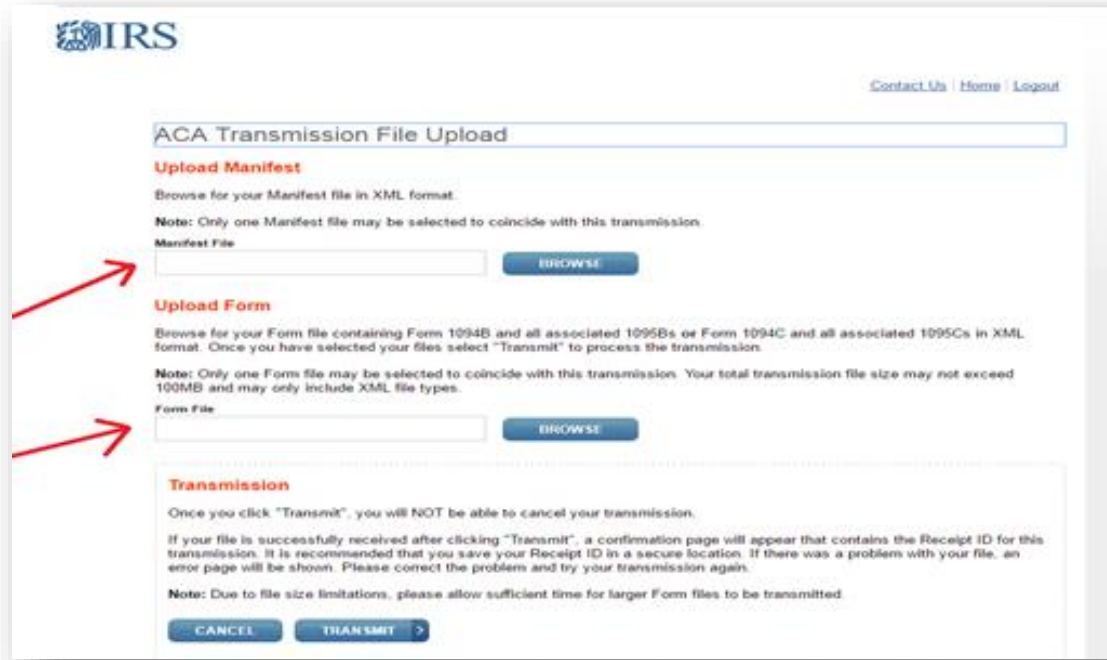 IRS
Contact Us | Home | Logout
ACA Transmission File Upload
Upload Manifest
Browse for your Manifest file in XML format.
Note: Only one Manifest file may be selected to coincide with this transmission.
Manifest File
BROWSE
Upload Form
Browse for your Form file containing Form 1094B and all associated 1095Bs or Form 1094C and all associated 1095Cs in XML
format. Once you have selected your files select "Transmit" to process the transmission.
Note: Only one Form file may be selected to coincide with this transmission. Your total transmission file size may not exceed
100MB and may only include XML file types.
Form File
BROWSE
Transmission
Once you click "Transmit", you will NOT be able to cancel your transmission.
If your file is successfully received after clicking "Transmit", a confirmation page will appear that contains the Receipt ID for this
transmission. It is recommended that you save your Receipt ID in a secure location. If there was a problem with your file, an
error page will be shown. Please correct the problem and try your transmission again.
Note: Due to file size limitations, please allow sufficient time for larger Form files to be transmitted.
CANCEL TRANSMIT >